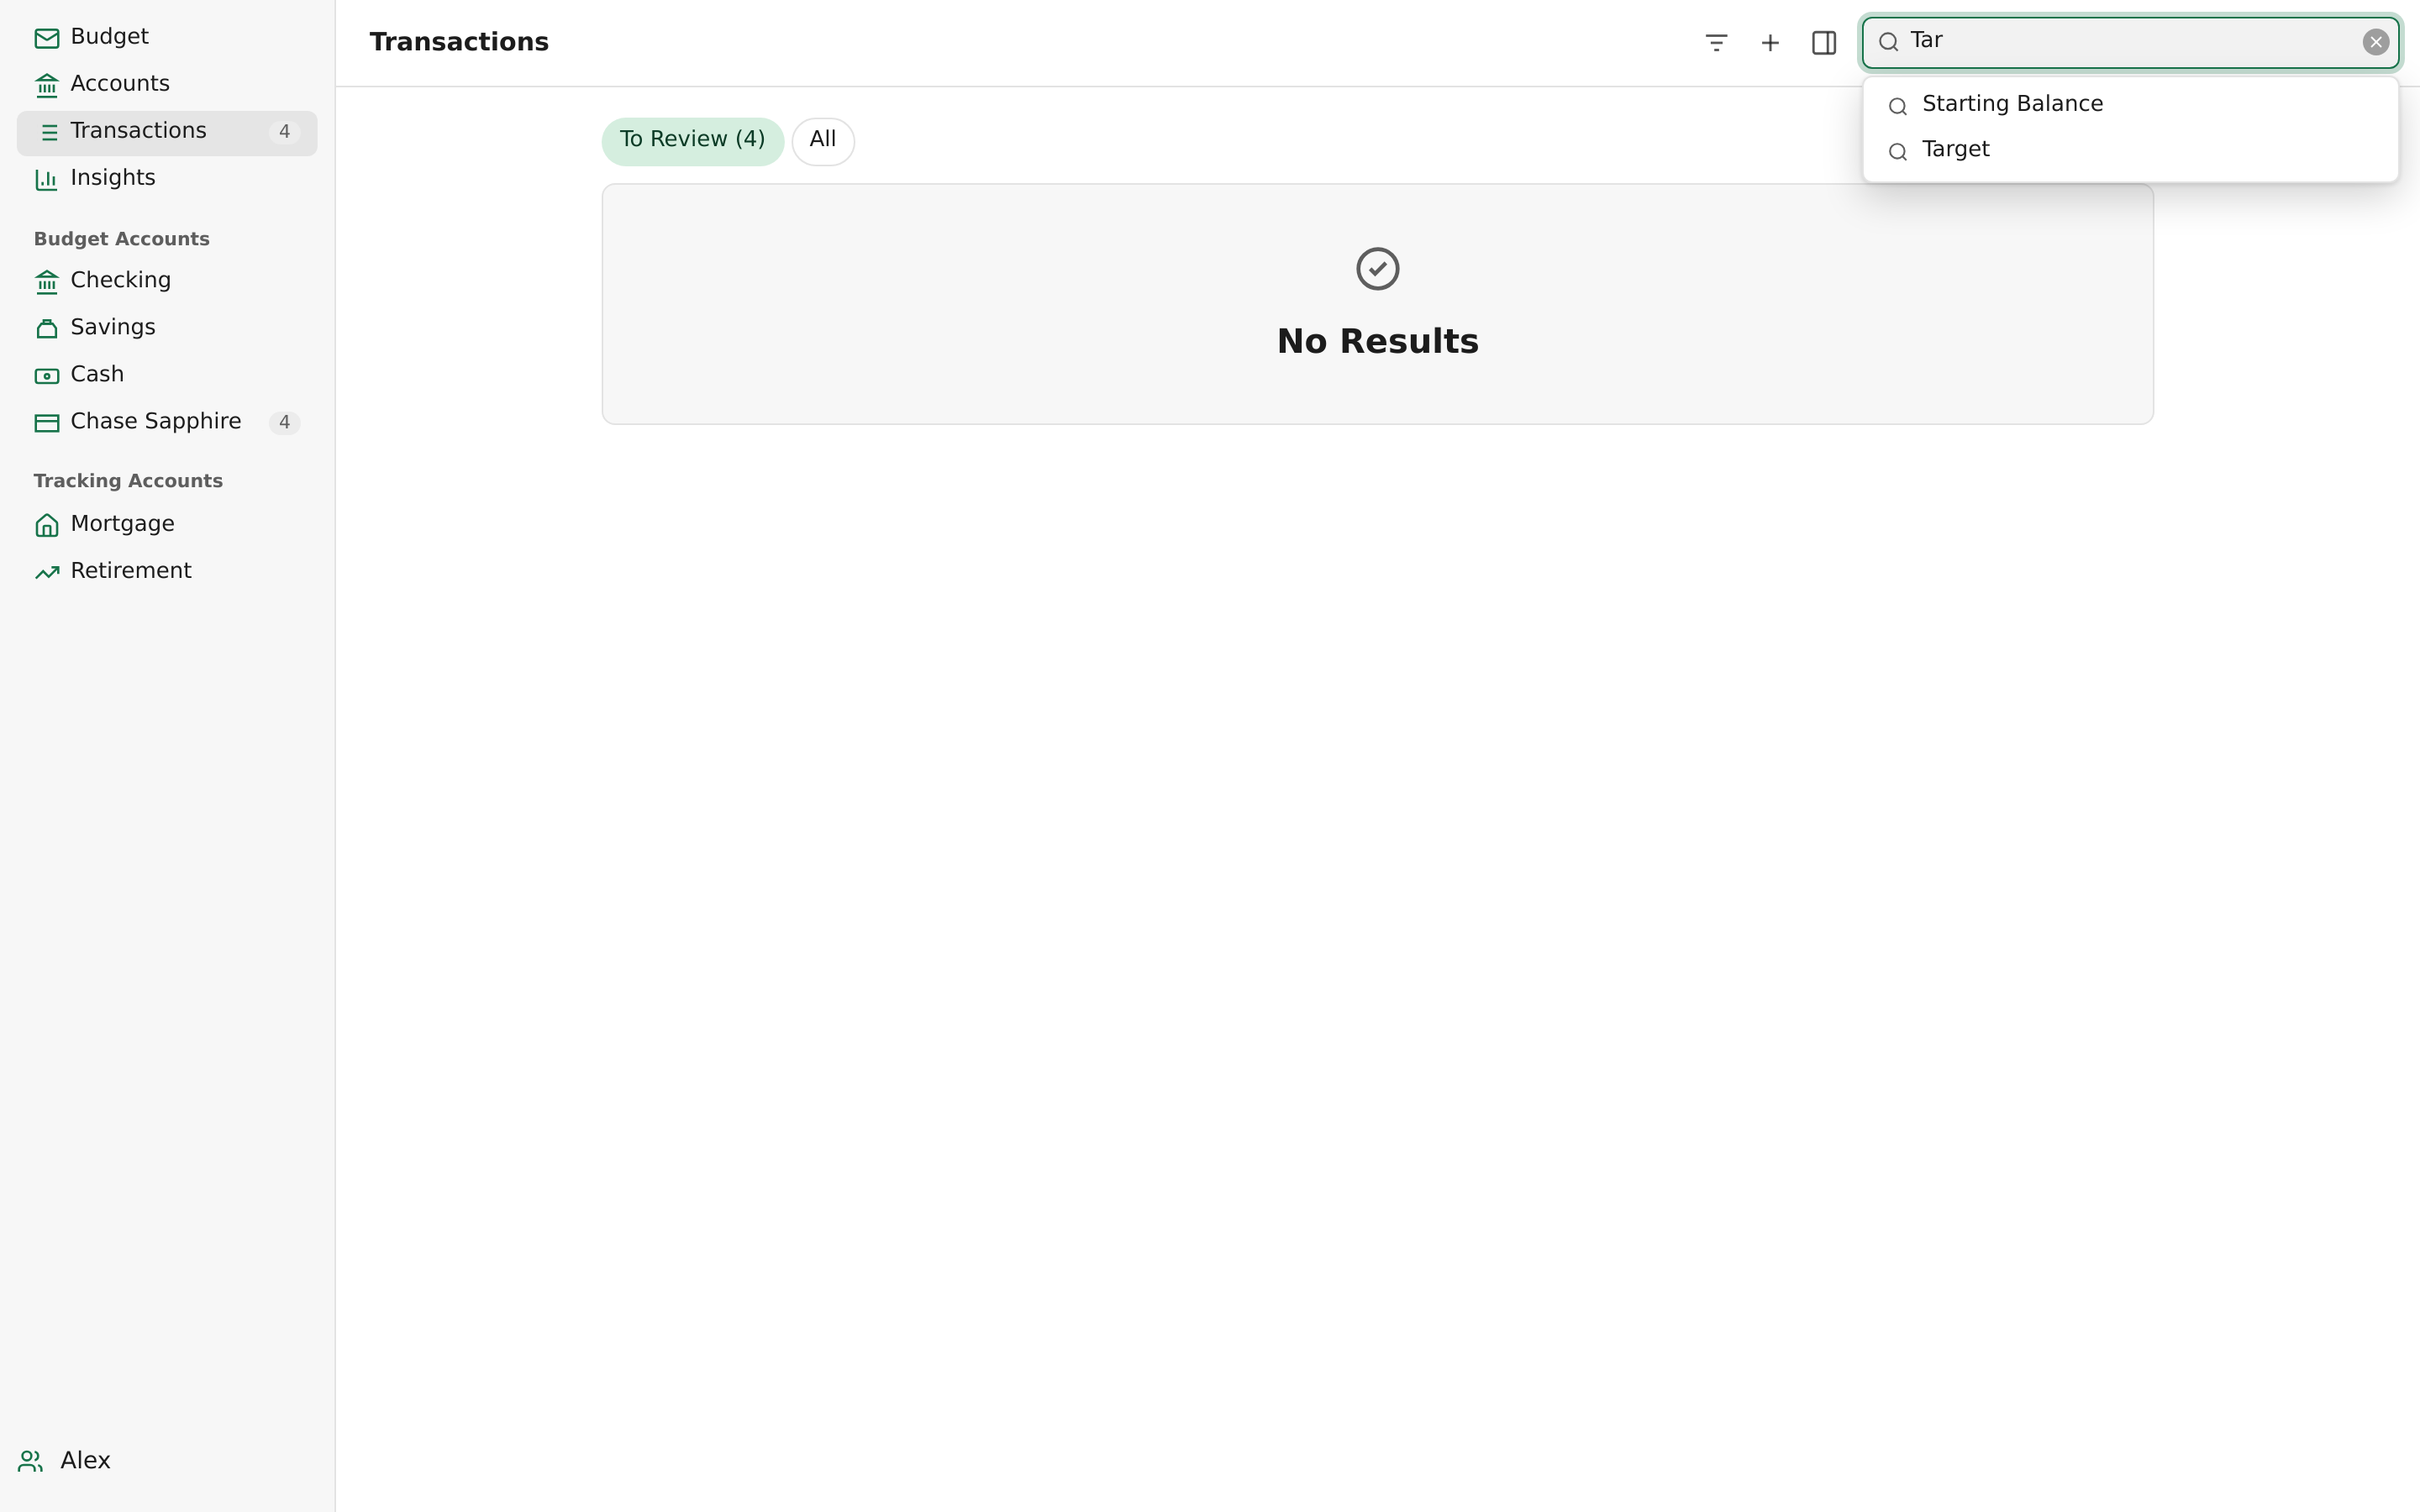 Budget
Accounts
Transactions 4
Insights
Budget Accounts
Checking
Savings
Cash
Chase Sapphire 4
Tracking Accounts
Mortgage
Retirement
Alex
Transactions
Tar
Starting Balance
Target
To Review (4) All
No Results